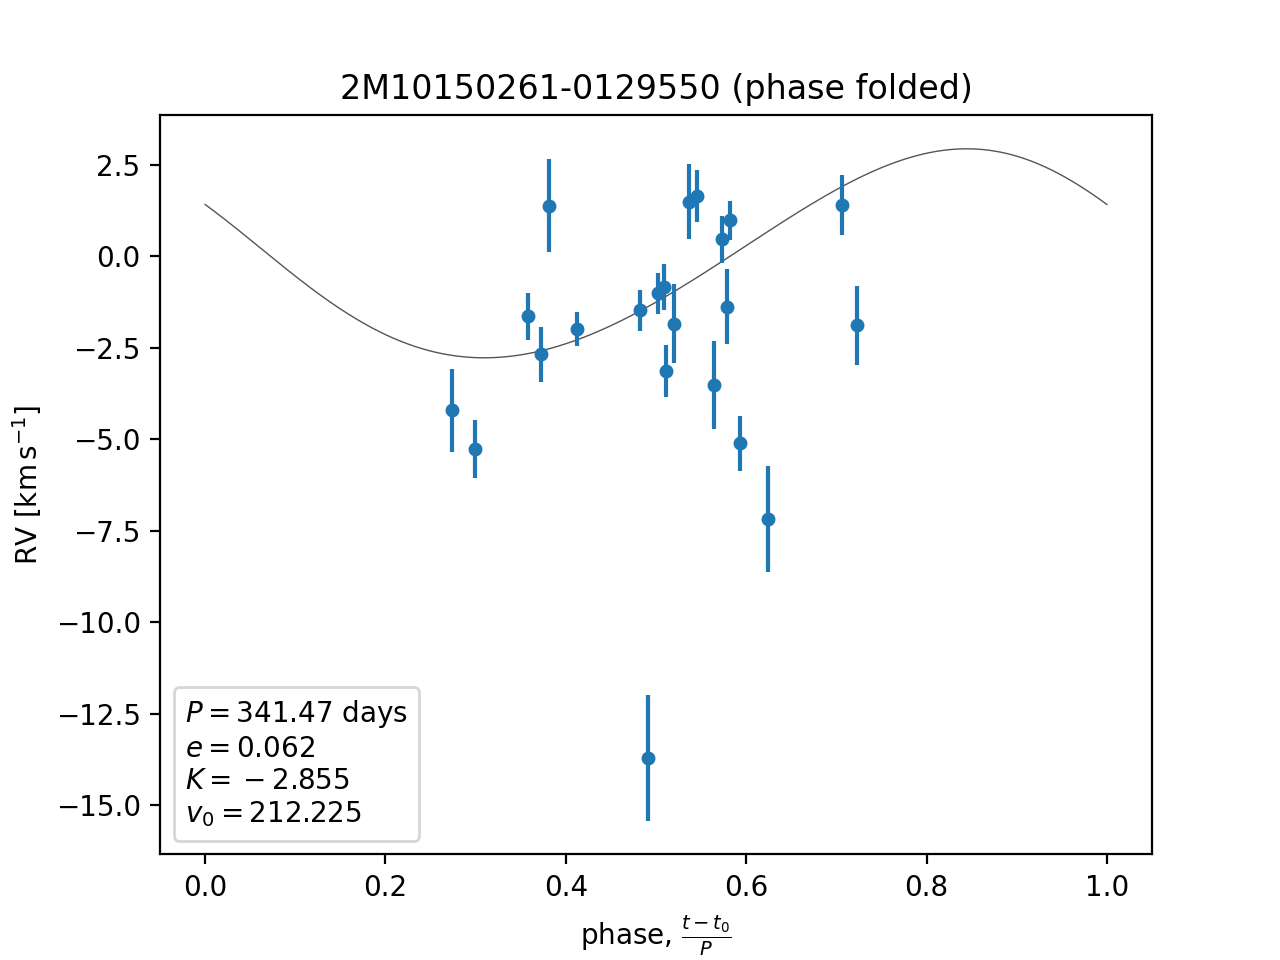 2M10150261-0129550 (phase folded)
RV [km s⁻¹]
2.5
0.0
−2.5
−5.0
−7.5
−10.0
−12.5
−15.0
P = 341.47 days
e = 0.062
K = −2.855
v₀ = 212.225
0.0 0.2 0.4 0.6 0.8 1.0
phase, (t − t₀)/P